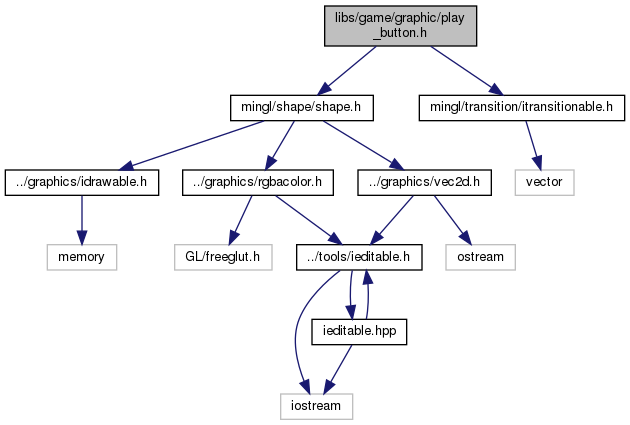 libs/game/graphic/play
_button.h
mingl/shape/shape.h
mingl/transition/itransitionable.h
../graphics/idrawable.h
../graphics/rgbacolor.h
../graphics/vec2d.h
vector
memory
GL/freeglut.h
../tools/ieditable.h
ostream
ieditable.hpp
iostream